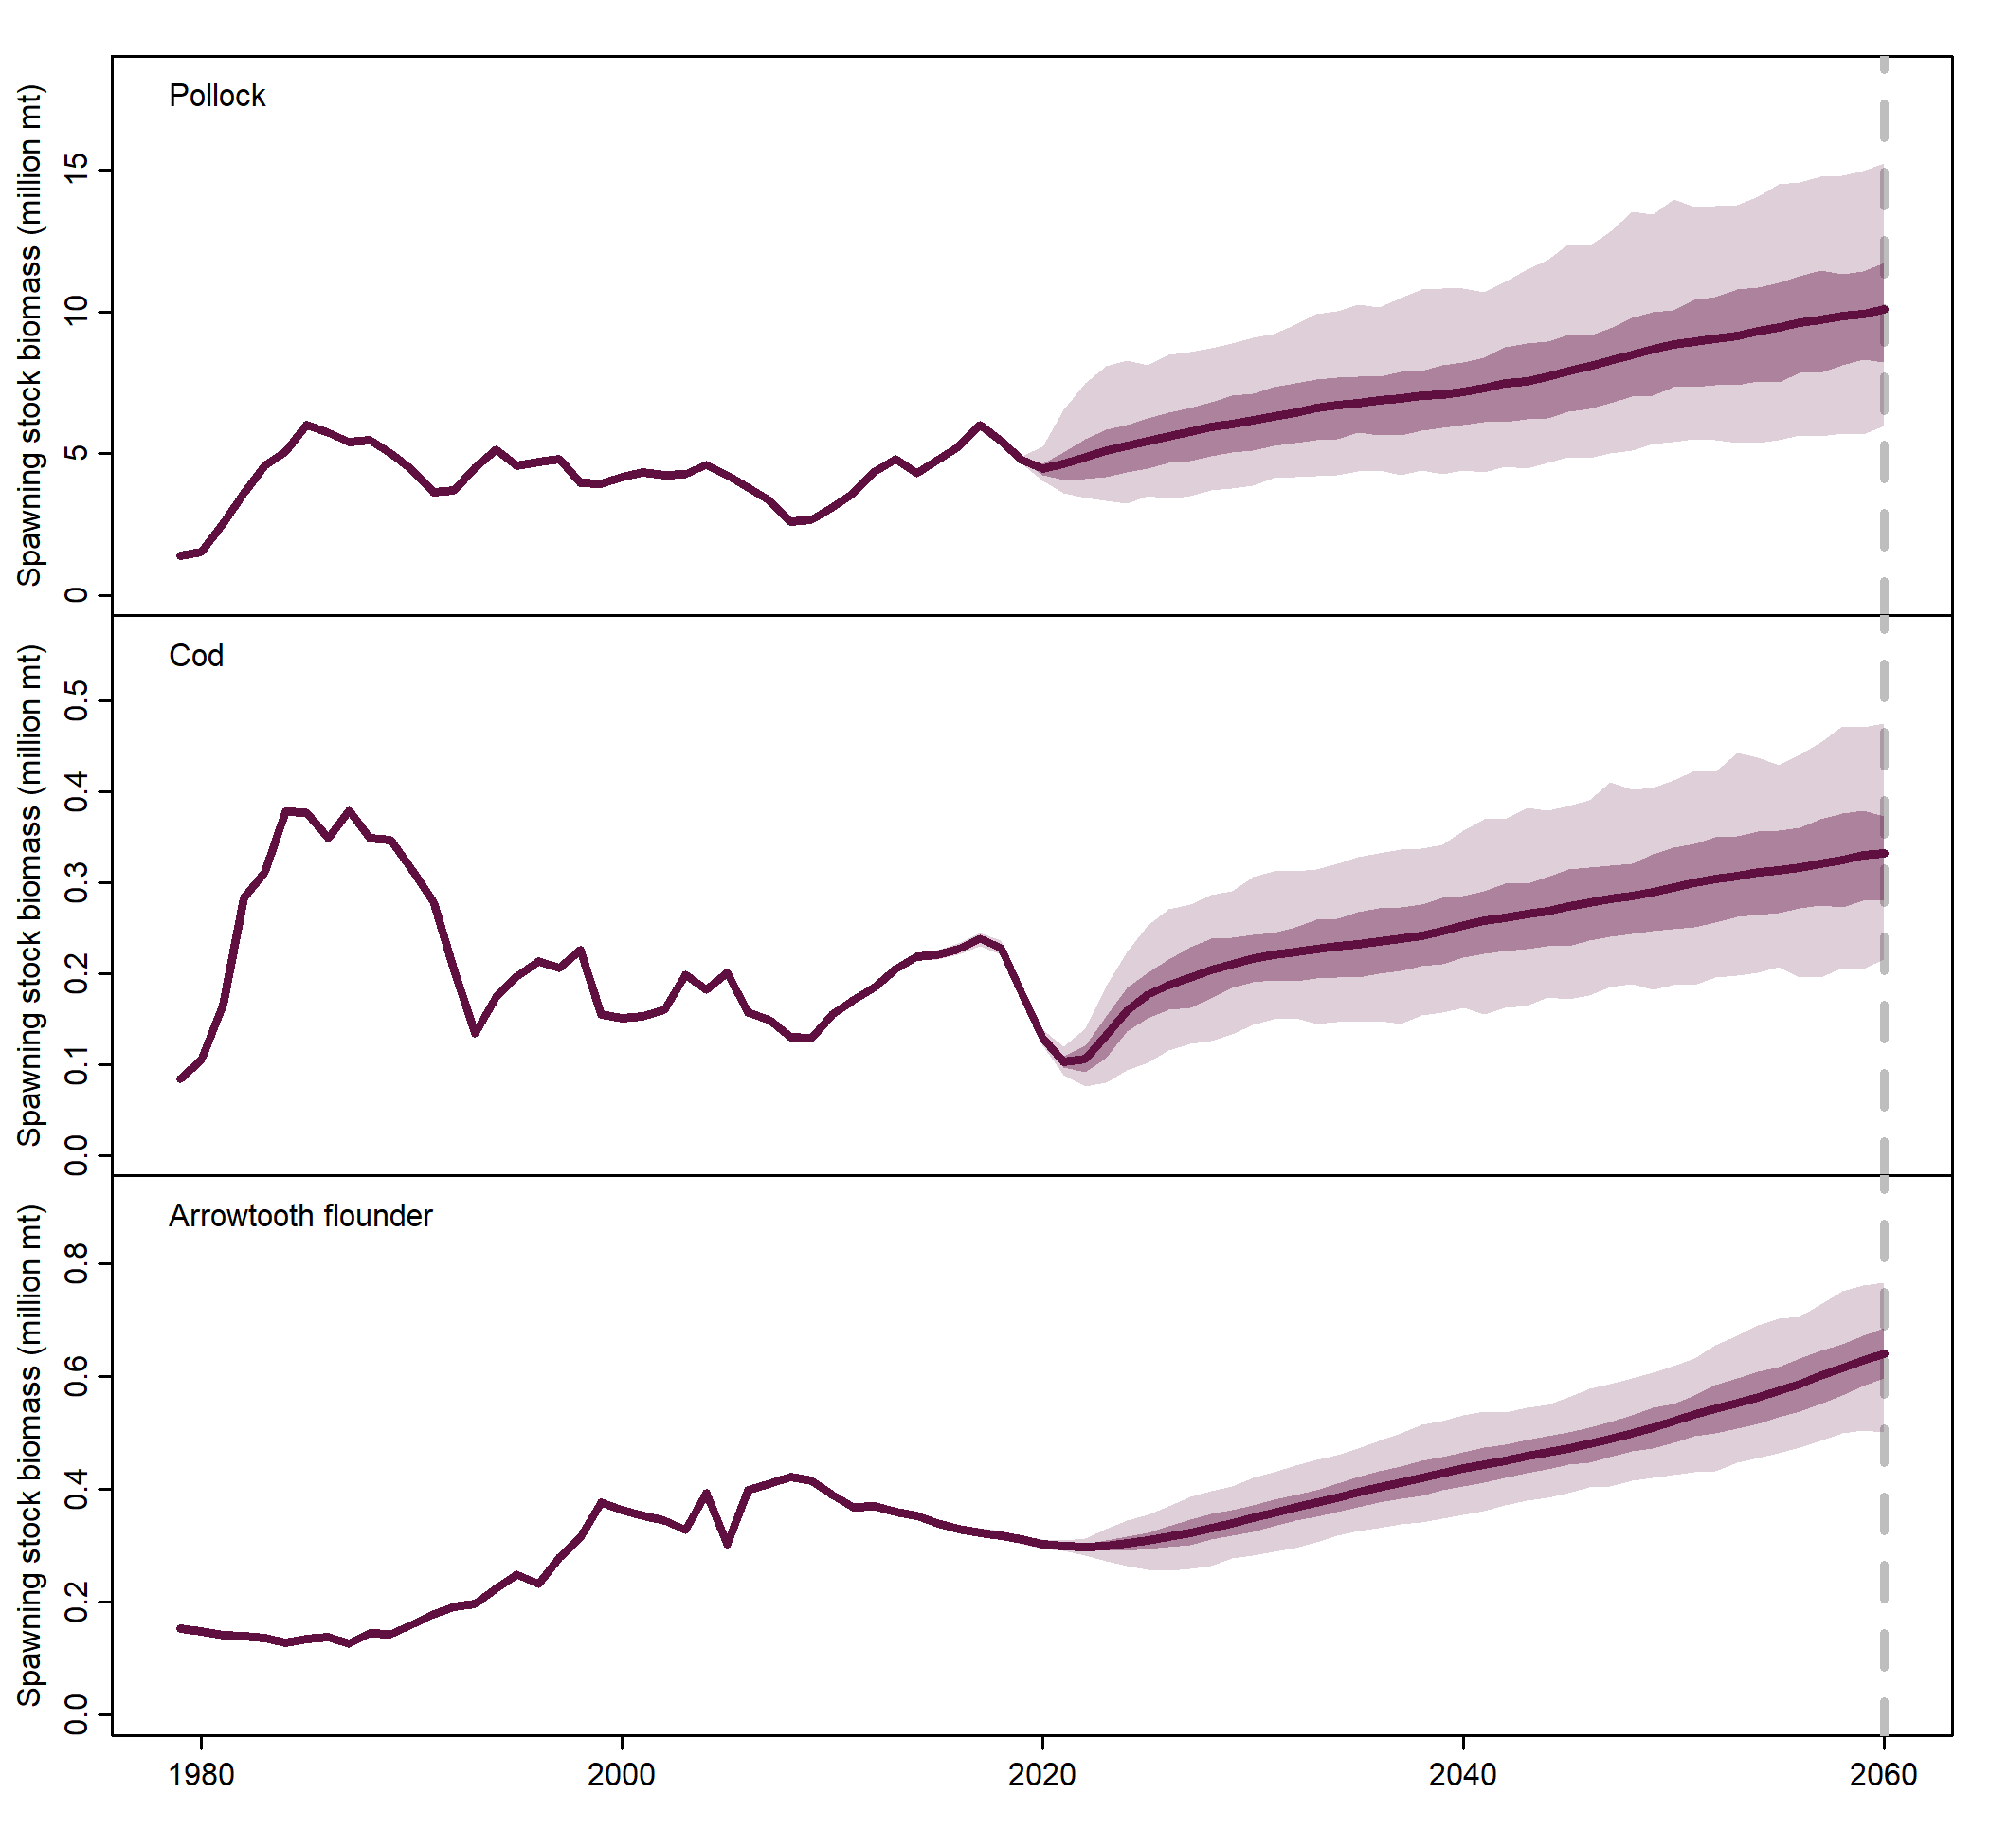 Pollock
Spawning stock biomass (million mt)
15
10
5
0
Cod
Spawning stock biomass (million mt)
0.5
0.4
0.3
0.2
0.1
0.0
Arrowtooth flounder
Spawning stock biomass (million mt)
0.8
0.6
0.4
0.2
0.0
1980 2000 2020 2040 2060